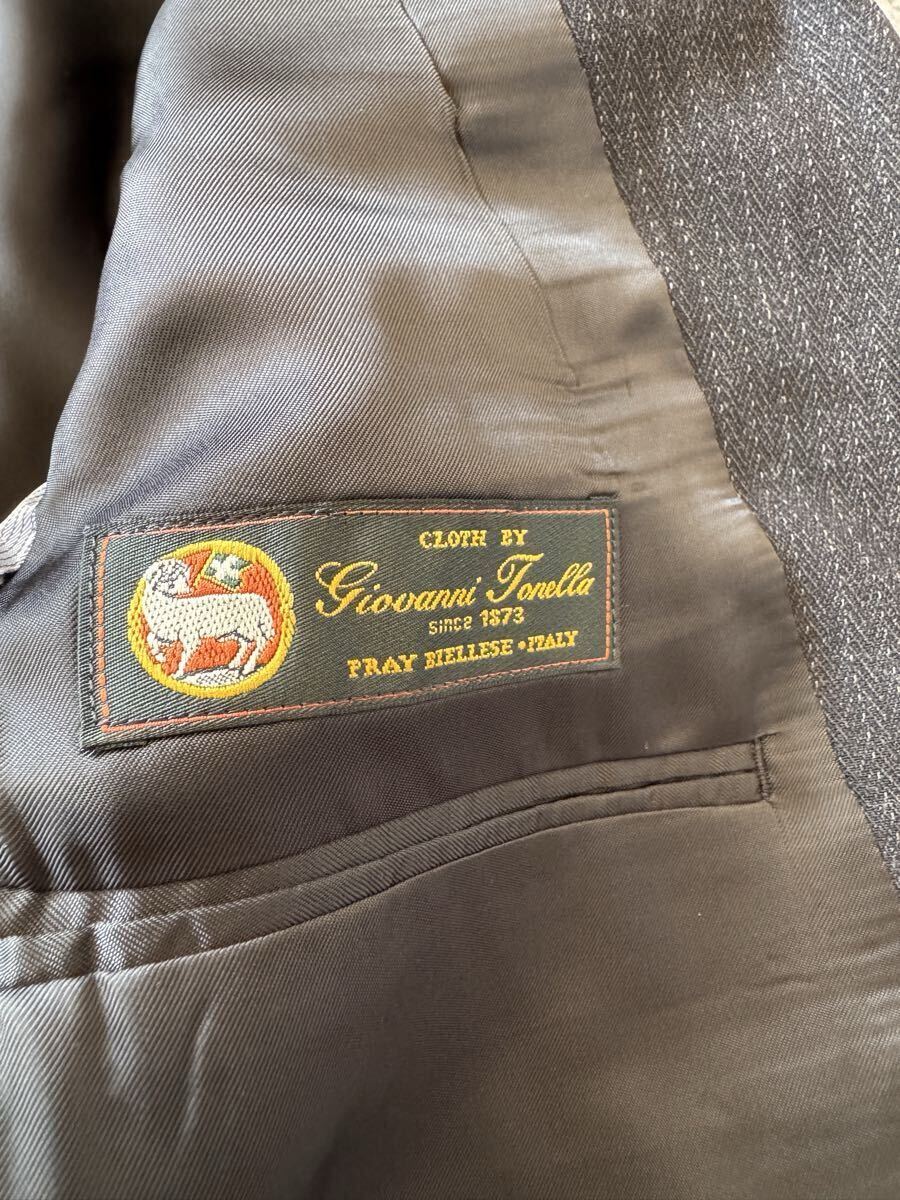 CLOTH BY
Giovanni Tonella
SINCE 1873
PRAY BIELLESE • ITALY